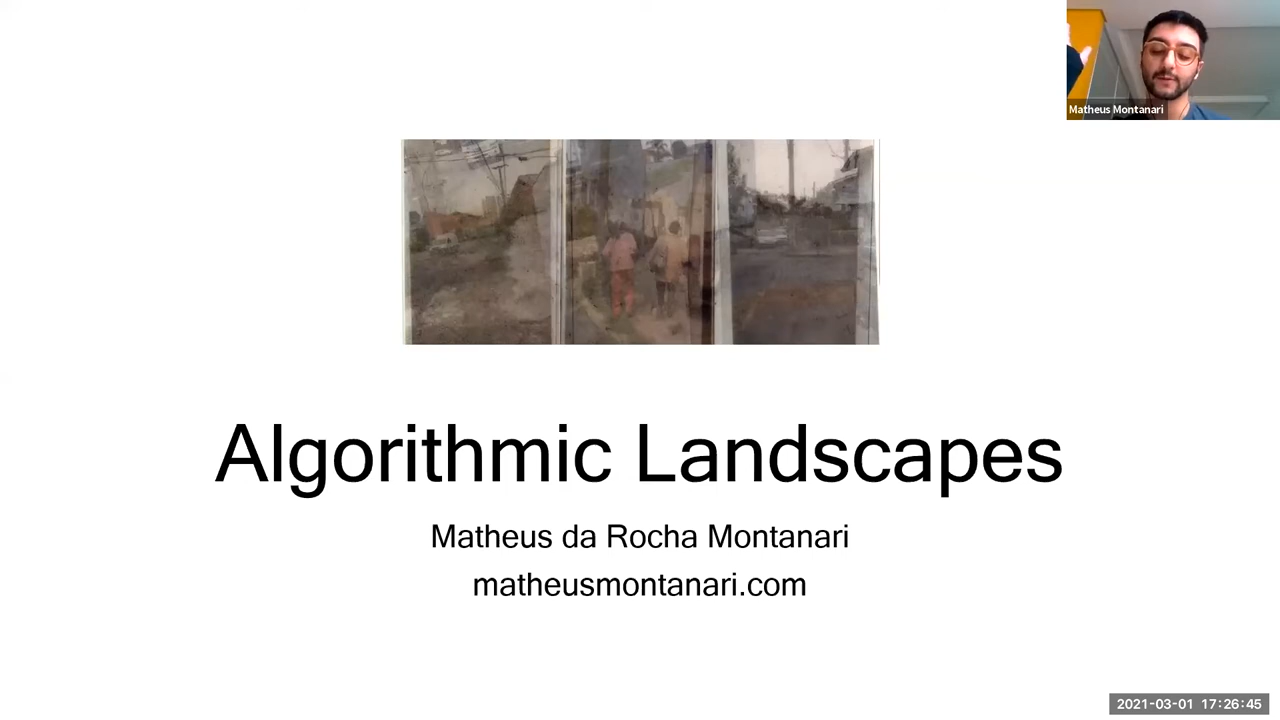 Matheus Montanari
Algorithmic Landscapes
Matheus da Rocha Montanari
matheusmontanari.com
2021-03-01 17:26:45